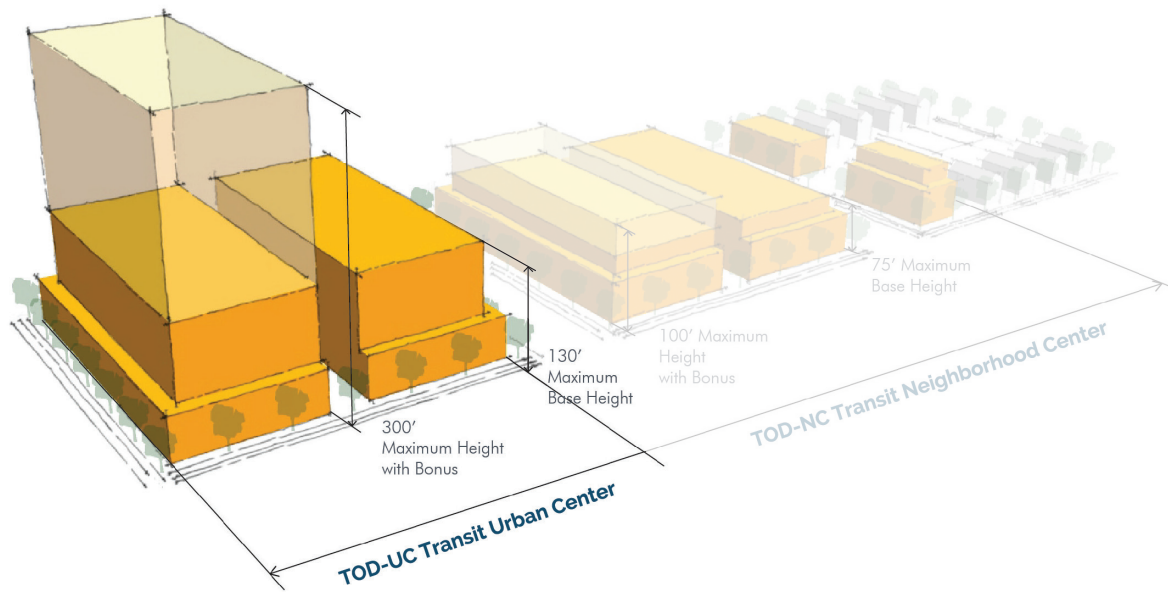 75’ Maximum
Base Height
100’ Maximum
Height
with Bonus
130’
Maximum
Base Height
300’
Maximum Height
with Bonus
TOD-NC Transit Neighborhood Center
TOD-UC Transit Urban Center